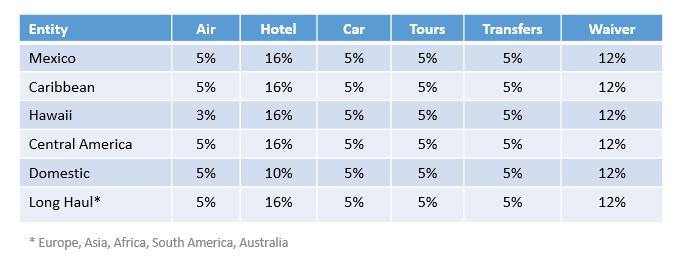 Entity Air Hotel Car Tours Transfers Waiver
Mexico 5% 16% 5% 5% 5% 12%
Caribbean 5% 16% 5% 5% 5% 12%
Hawaii 3% 16% 5% 5% 5% 12%
Central America 5% 16% 5% 5% 5% 12%
Domestic 5% 10% 5% 5% 5% 12%
Long Haul* 5% 16% 5% 5% 5% 12%
* Europe, Asia, Africa, South America, Australia